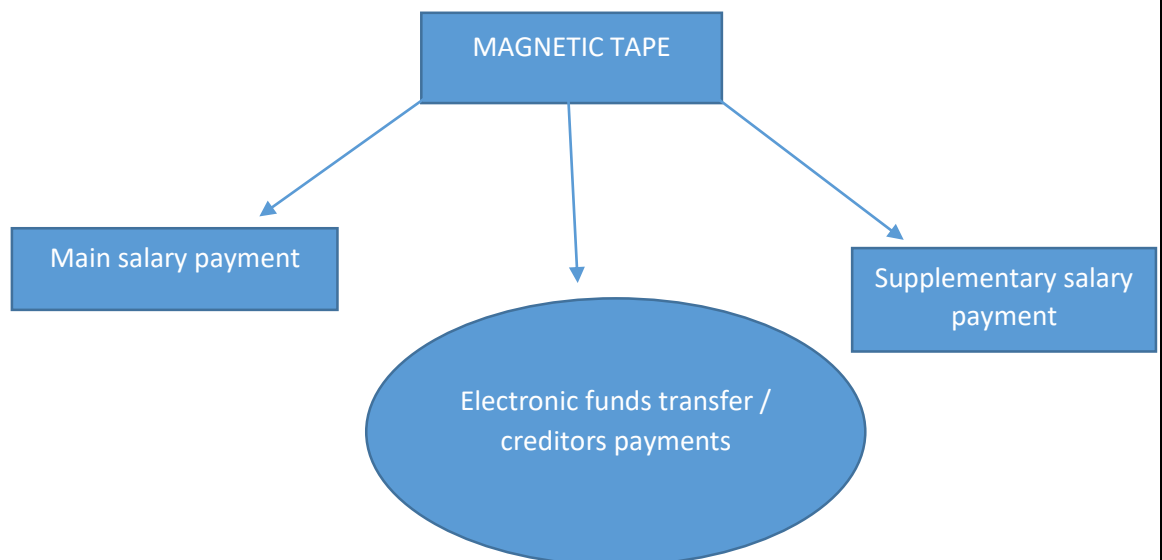 MAGNETIC TAPE
Main salary payment
Supplementary salary
payment
Electronic funds transfer /
creditors payments